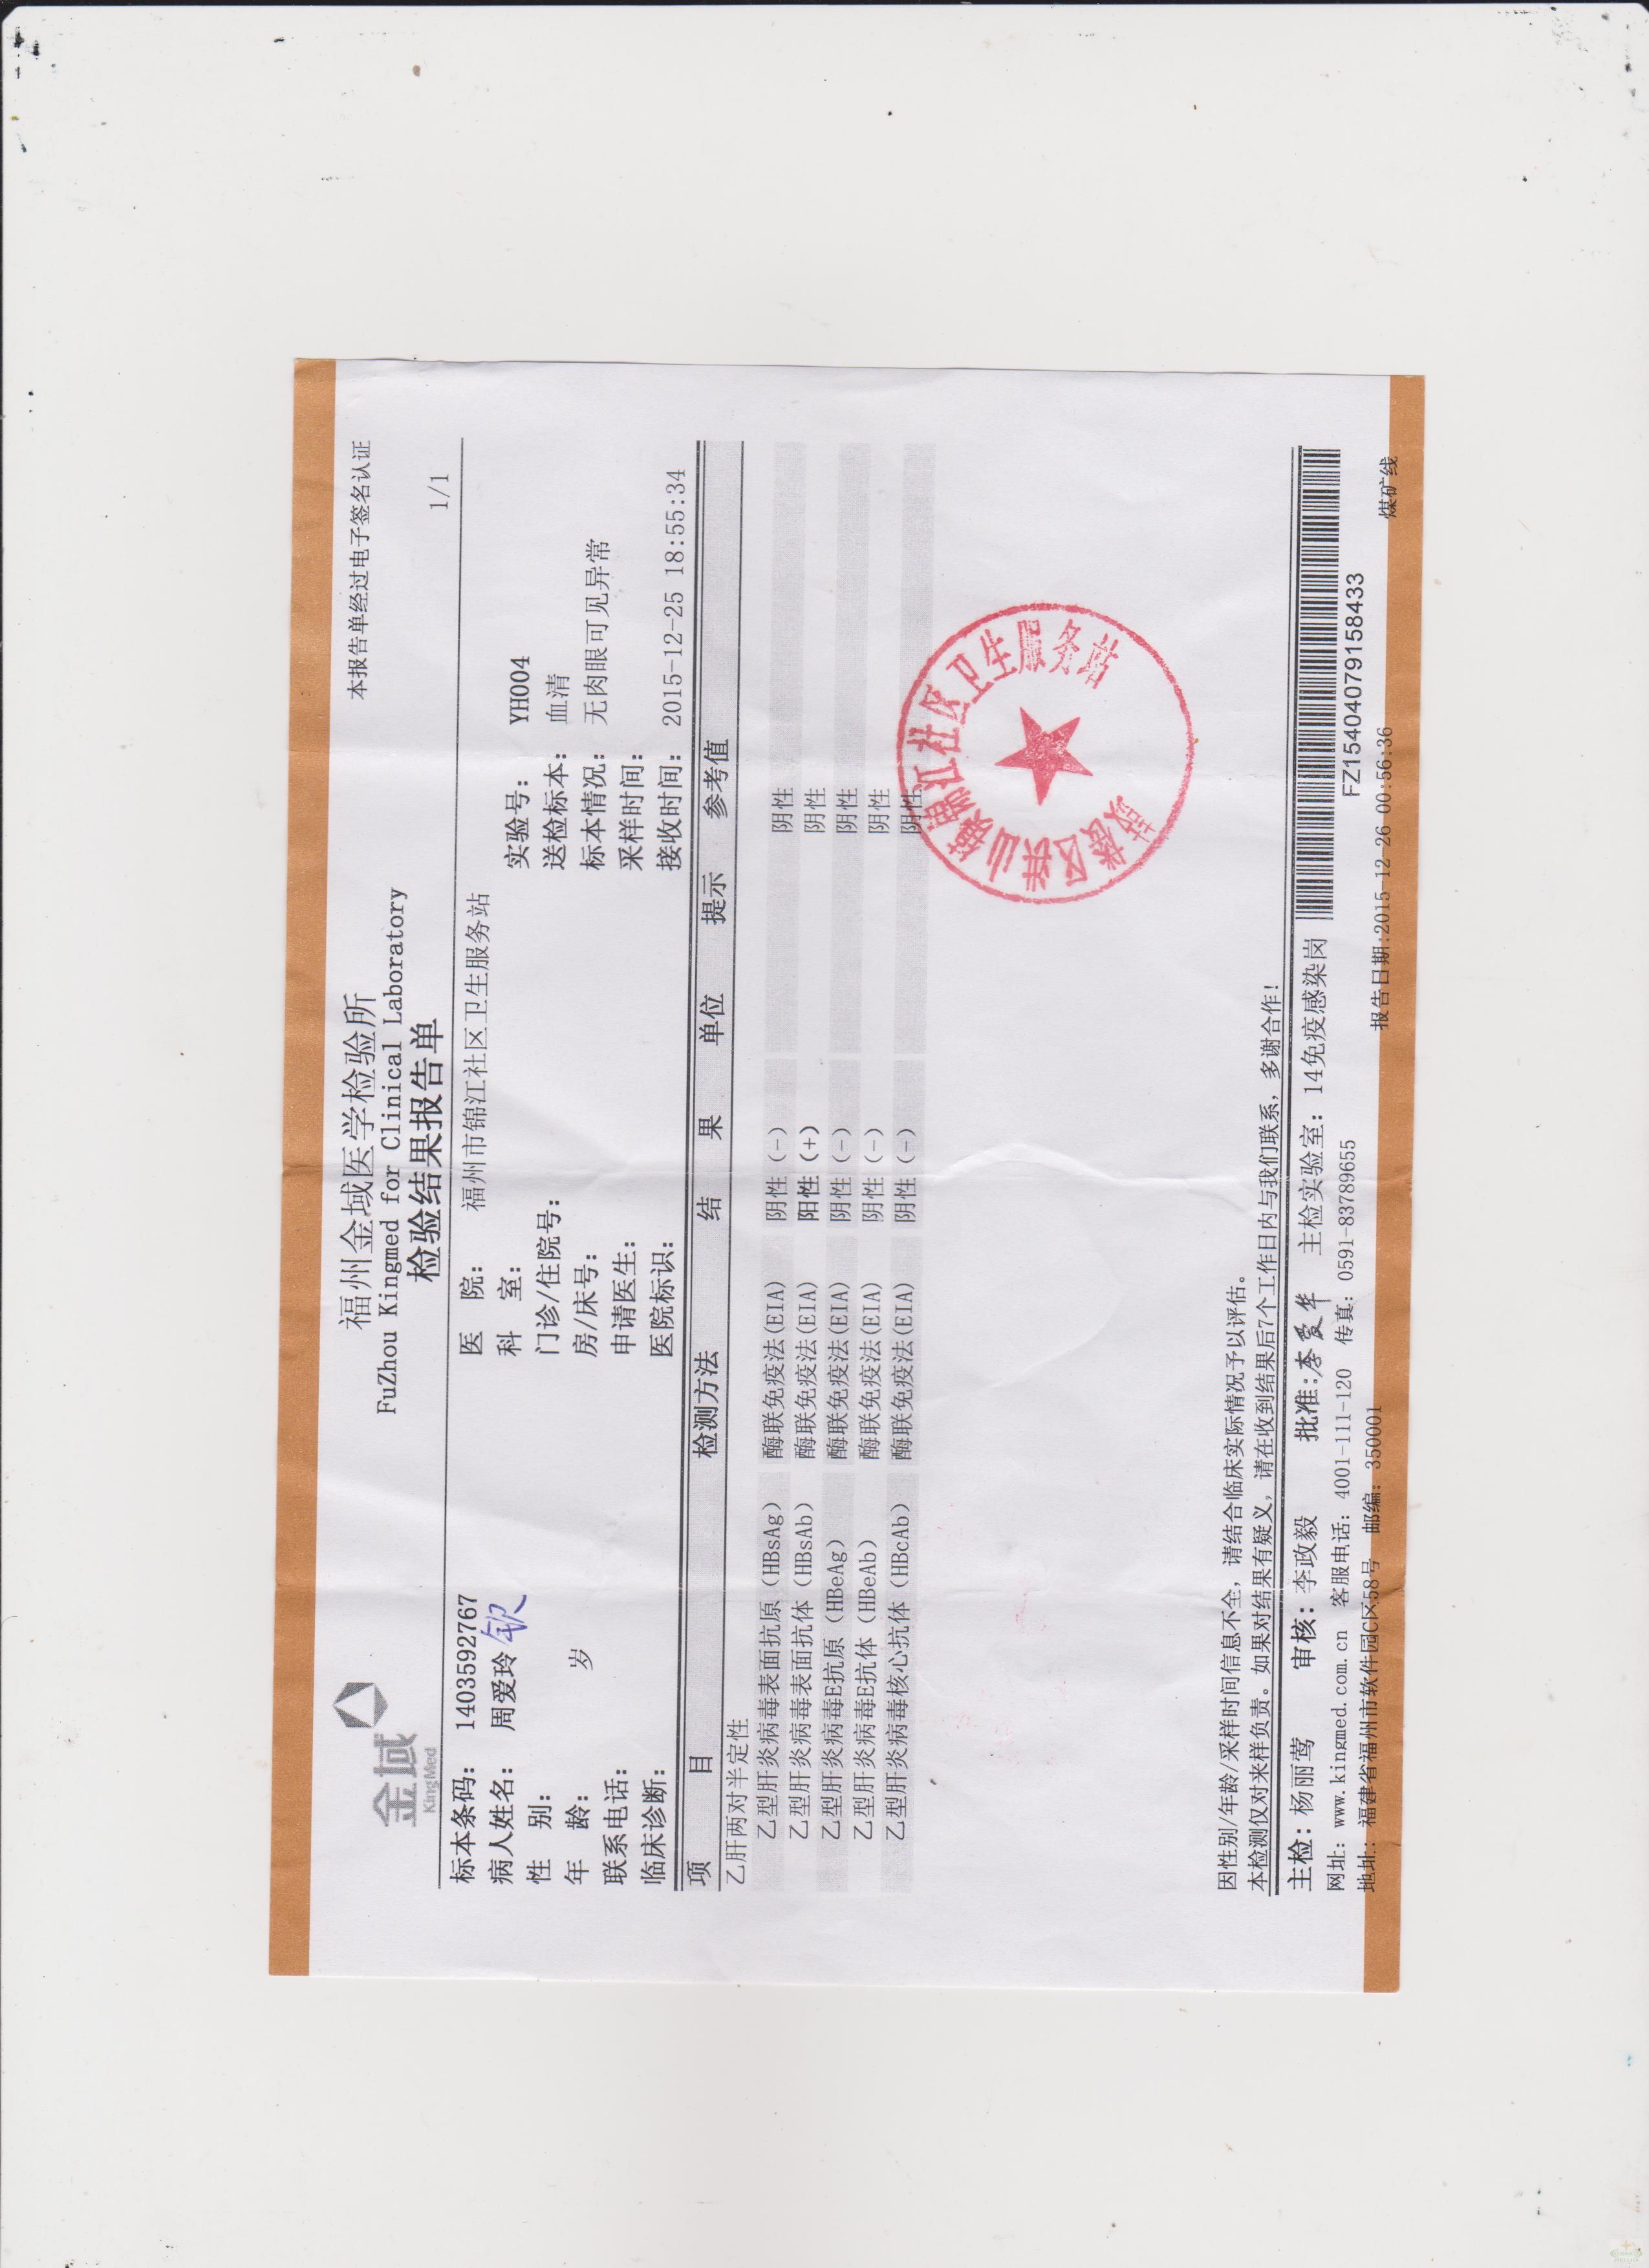 本报告单经过电子签名认证
金域
KingMed
福州金域医学检验所
FuZhou Kingmed for Clinical Laboratory
检验结果报告单
1/1
标本条码: 1403592767 医 院: 福州市锦江社区卫生服务站
病人姓名: 周爱玲 钦 科 室: 实验号: YH004
性 别: 门诊/住院号: 送检标本: 血清
年 龄: 岁 房/床号: 标本情况: 无肉眼可见异常
联系电话: 申请医生: 采样时间:
临床诊断: 医院标识: 接收时间: 2015-12-25 18:55:34
项 目 检测方法 结 果 单位 提示 参考值
乙肝两对半定性
乙型肝炎病毒表面抗原(HBsAg) 酶联免疫法(EIA) 阴性(-) 阴性
乙型肝炎病毒表面抗体(HBsAb) 酶联免疫法(EIA) 阳性(+) 阴性
乙型肝炎病毒E抗原(HBeAg) 酶联免疫法(EIA) 阴性(-) 阴性
乙型肝炎病毒E抗体(HBeAb) 酶联免疫法(EIA) 阴性(-) 阴性
乙型肝炎病毒核心抗体(HBcAb) 酶联免疫法(EIA) 阴性(-) 阴性
鼓楼区洪山镇锦江社区卫生服务站
因性别/年龄/采样时间信息不全，请结合临床实际情况予以评估。
本检测仅对来样负责。如果对结果有疑义，请在收到结果后7个工作日内与我们联系，多谢合作!
主检: 杨丽莺 审核: 李政毅 批准: 主检实验室: 14免疫感染岗
网址: www.kingmed.com.cn 客服电话: 4001-111-120 传真: 0591-83789655 FZ15404079158433
地址: 福建省福州市软件园C区58号 邮编: 350001 报告日期:2015-12-26 00:56:36 煤矿线